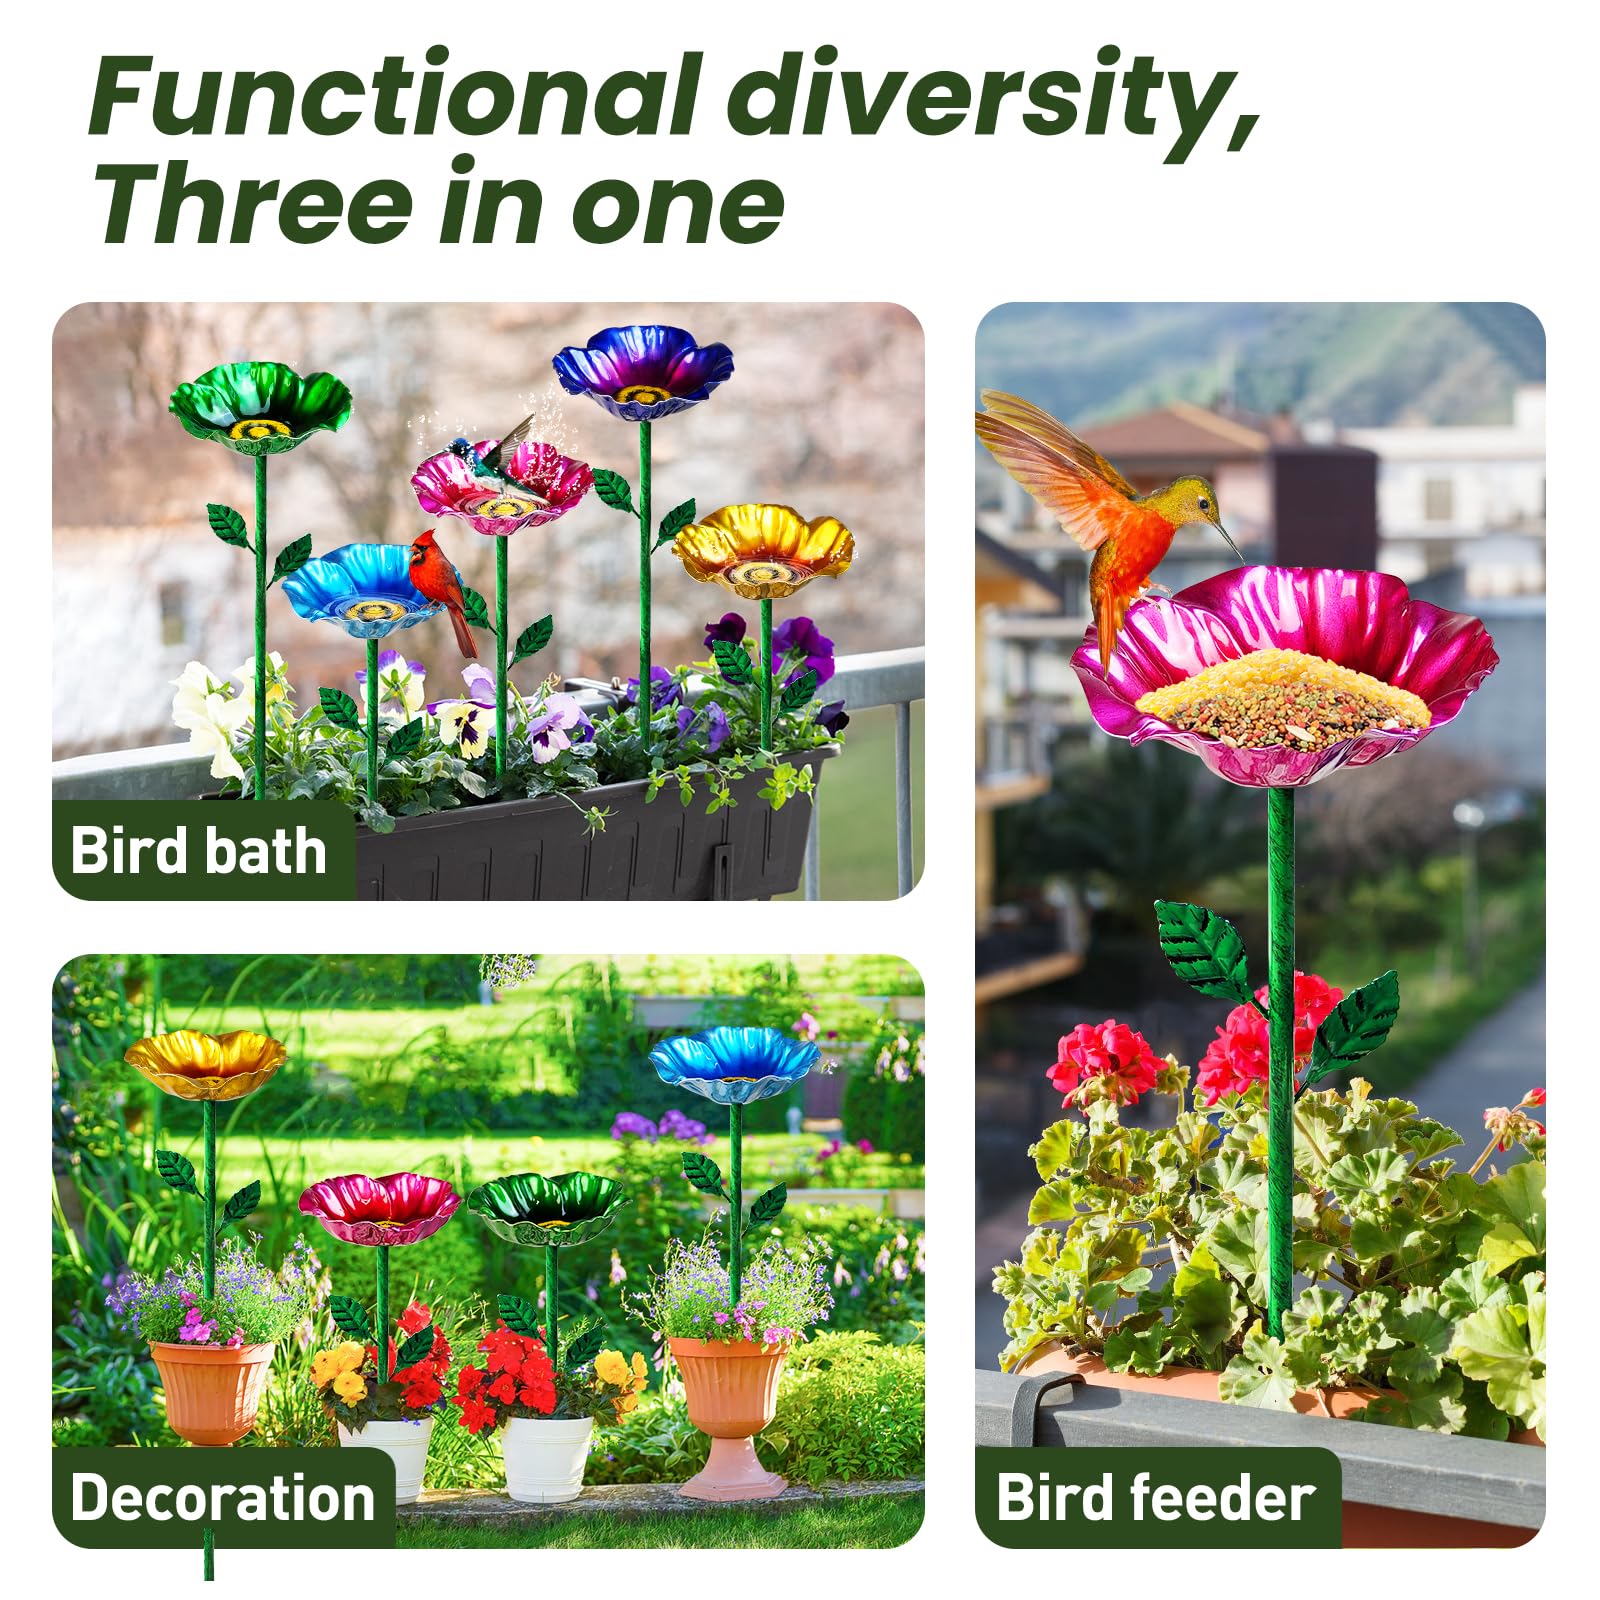 Functional diversity,
Three in one
Bird bath
Decoration
Bird feeder